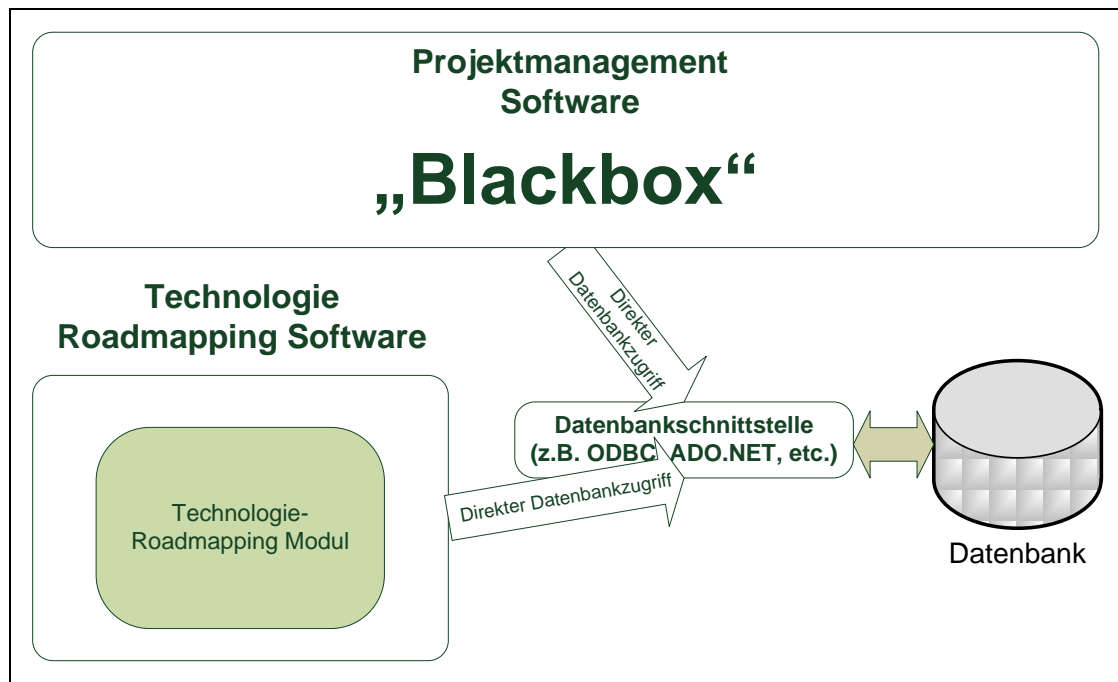 Projektmanagement
Software
„Blackbox“
Direkter
Datenbankzugriff
Technologie
Roadmapping Software
Datenbankschnittstelle
(z.B. ODBC, ADO.NET, etc.)
Direkter Datenbankzugriff
Technologie-
Roadmapping Modul
Datenbank